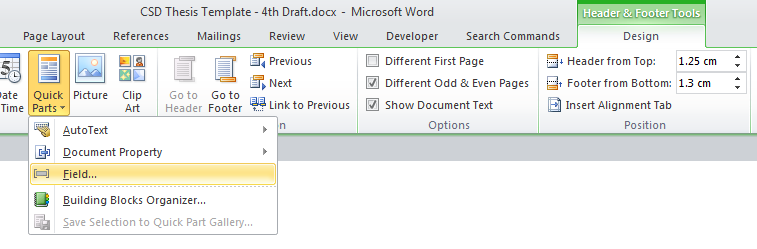 CSD Thesis Template - 4th Draft.docx - Microsoft Word
Header & Footer Tools
Page Layout References Mailings Review View Developer Search Commands Design
Date & Time
Quick Parts
Picture
Clip Art
Go to Header
Go to Footer
Previous
Next
Link to Previous
Different First Page
Different Odd & Even Pages
Show Document Text
Options
Header from Top: 1.25 cm
Footer from Bottom: 1.3 cm
Insert Alignment Tab
Position
AutoText
Document Property
Field...
Building Blocks Organizer...
Save Selection to Quick Part Gallery...